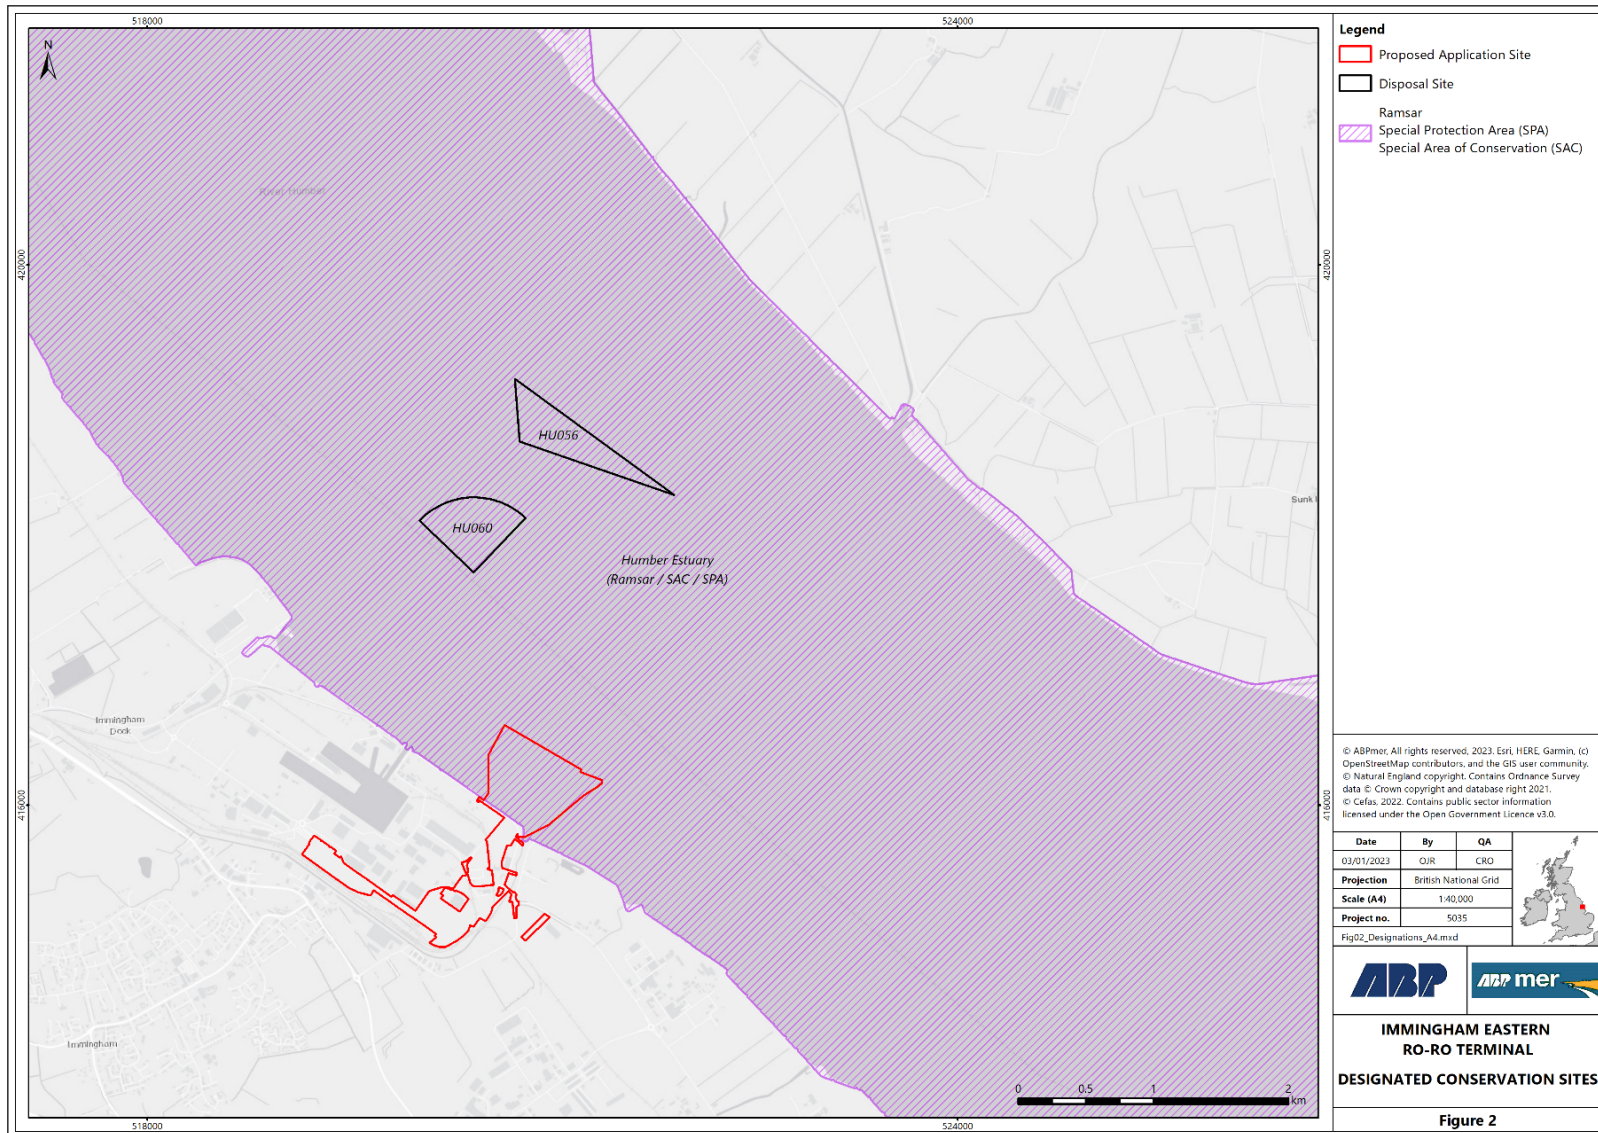 518000
524000
N
River Humber
420000
420000
HU056
HU060
Humber Estuary
(Ramsar / SAC / SPA)
Immingham
Dock
416000
416000
Immingham
0 0.5 1 2
km
518000
524000
Legend
Proposed Application Site
Disposal Site
Ramsar
Special Protection Area (SPA)
Special Area of Conservation (SAC)
© ABPmer, All rights reserved, 2023. Esri, HERE, Garmin, (c)
OpenStreetMap contributors, and the GIS user community.
© Natural England copyright. Contains Ordnance Survey
data © Crown copyright and database right 2021.
© Cefas, 2022. Contains public sector information
licensed under the Open Government Licence v3.0.
Date By QA
03/01/2023 OJR CRO
Projection British National Grid
Scale (A4) 1:40,000
Project no. 5035
Fig02_Designations_A4.mxd
ABP
ABP mer
IMMINGHAM EASTERN
RO-RO TERMINAL
DESIGNATED CONSERVATION SITES
Figure 2